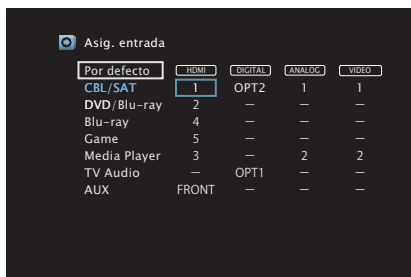 Asig. entrada
Por defecto HDMI DIGITAL ANALOG VIDEO
CBL/SAT 1 OPT2 1 1
DVD/Blu-ray 2 – – –
Blu-ray 4 – – –
Game 5 – – –
Media Player 3 – 2 2
TV Audio – OPT1 – –
AUX FRONT – – –